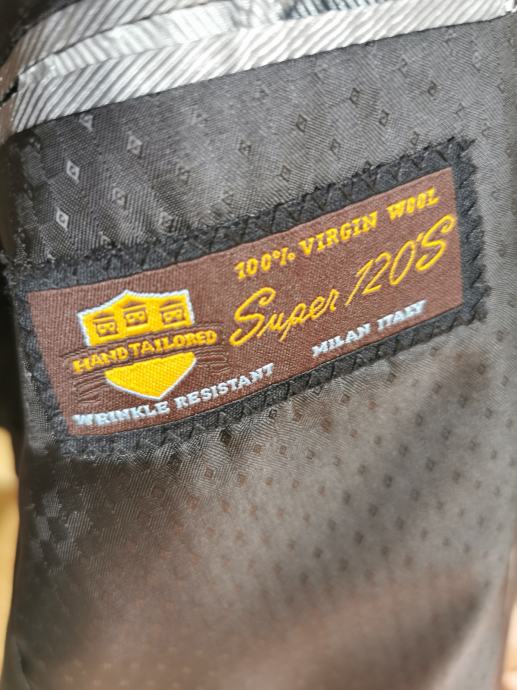 100% VIRGIN WOOL
Super 120'S
HAND TAILORED
MILAN ITALY
WRINKLE RESISTANT